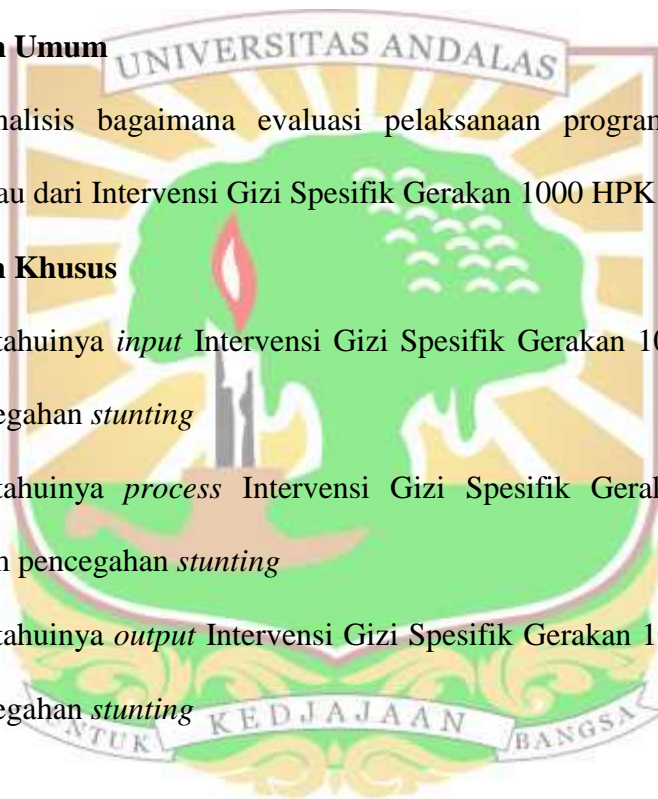 n Umum
UNIVERSITAS ANDALAS
nalisis bagaimana evaluasi pelaksanaan program
au dari Intervensi Gizi Spesifik Gerakan 1000 HPK
n Khusus
tahuinya input Intervensi Gizi Spesifik Gerakan 10
egahan stunting
tahuinya process Intervensi Gizi Spesifik Gerak
n pencegahan stunting
tahuinya output Intervensi Gizi Spesifik Gerakan 1
egahan stunting
NTUK KEDJAJAAN BANGSA